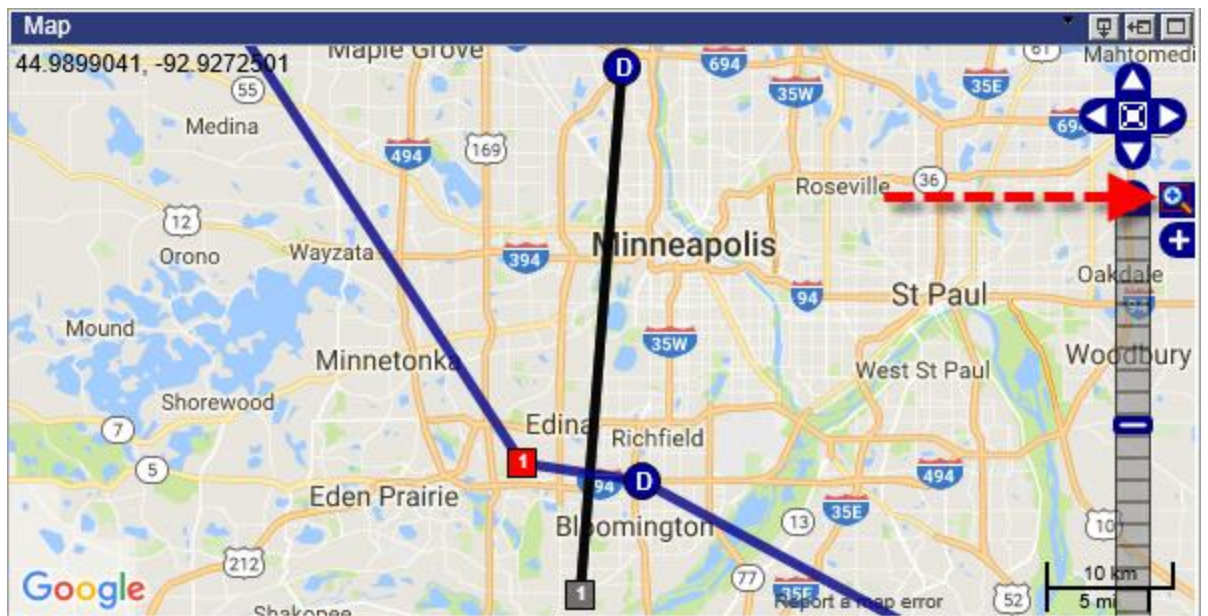 Map
Maple Grove
694
61
Mahtomedi
44.9899041, -92.9272501
55
35W
35E
Medina
494
169
694
Roseville
36
12
Orono
Wayzata
394
Minneapolis
Oakdale
94
St Paul
94
Mound
35W
Minnetonka
West St Paul
Woodbury
Shorewood
7
Edina
Richfield
5
1
94
D
494
Eden Prairie
Bloomington
13
35E
10
212
77
10 km
Google
1
35E
Report a map error
52
5 mi
Shakopee
D